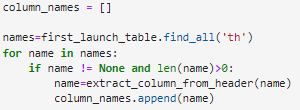 column_names = []
names=first_launch_table.find_all('th')
for name in names:
    if name != None and len(name)>0:
        name=extract_column_from_header(name)
        column_names.append(name)